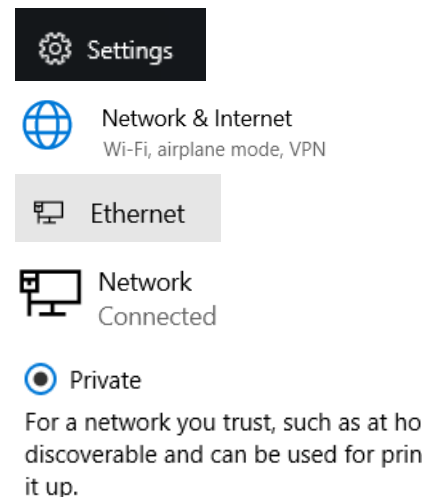 Settings
Network & Internet
Wi-Fi, airplane mode, VPN
Ethernet
Network
Connected
Private
For a network you trust, such as at ho
discoverable and can be used for prin
it up.